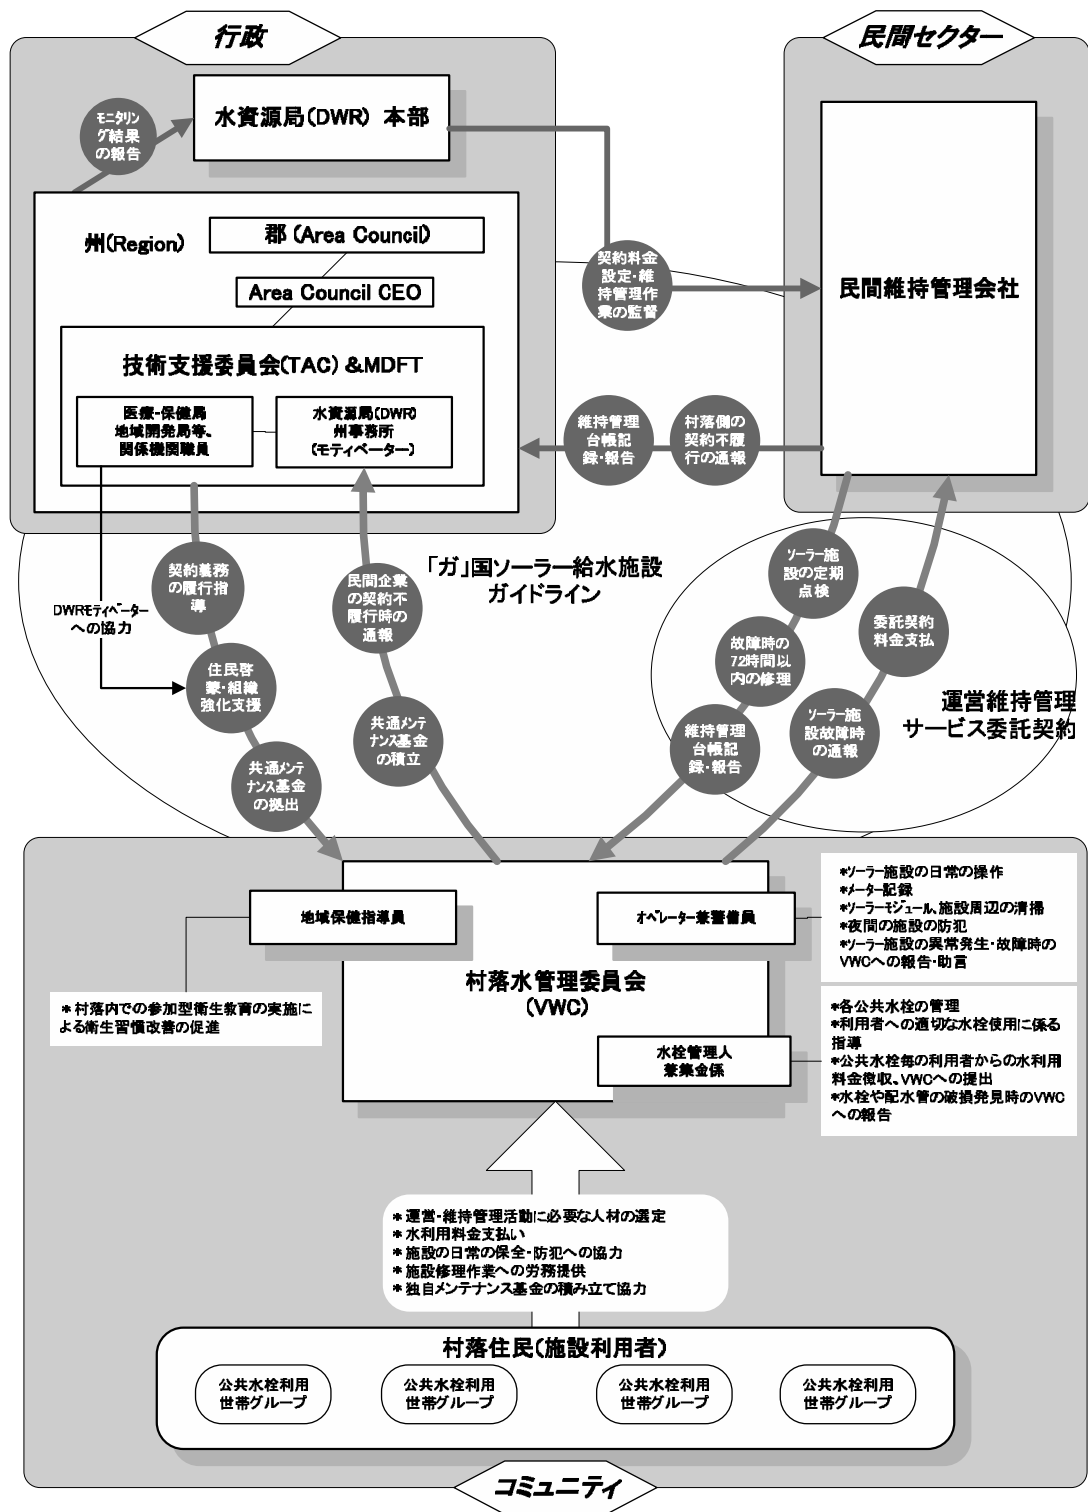 行政
民間セクター
水資源局(DWR) 本部
モニタリン
グ結果
の報告
州(Region)
郡 (Area Council)
Area Council CEO
契約料金
設定・維
持管理作
業の監督
民間維持管理会社
技術支援委員会(TAC) &MDFT
医療・保健局
地域開発局等、
関係機関職員
水資源局(DWR)
州事務所
(モティベーター)
維持管理
台帳記
録・報告
村落側の
契約不履
行の通報
「ガ」国ソーラー給水施設
ガイドライン
契約義務
の履行指
導
DWRモティベーター
への協力
住民啓
蒙・組織
強化支援
共通メンテ
ナンス基金
の拠出
民間企業
の契約不
履行時の
通報
共通メンテ
ナンス基金
の積立
ソーラー施
設の定期
点検
故障時の
72時間以
内の修理
維持管理
台帳記
録・報告
委託契約
料金支払
ソーラー施
設故障時
の通報
運営維持管理
サービス委託契約
地域保健指導員
オペレーター兼警備員
村落水管理委員会
(VWC)
水栓管理人
兼集金係
*村落内での参加型衛生教育の実施に
よる衛生習慣改善の促進
*ソーラー施設の日常の操作
*メーター記録
*ソーラーモジュール、施設周辺の清掃
*夜間の施設の防犯
*ソーラー施設の異常発生・故障時の
VWCへの報告・助言
*各公共水栓の管理
*利用者への適切な水栓使用に係る
指導
*公共水栓毎の利用者からの水利用
料金徴収、VWCへの提出
*水栓や配水管の破損発見時のVWC
への報告
* 運営・維持管理活動に必要な人材の選定
* 水利用料金支払い
* 施設の日常の保全・防犯への協力
* 施設修理作業への労務提供
* 独自メンテナンス基金の積み立て協力
村落住民(施設利用者)
公共水栓利用
世帯グループ
公共水栓利用
世帯グループ
公共水栓利用
世帯グループ
公共水栓利用
世帯グループ
コミュニティ